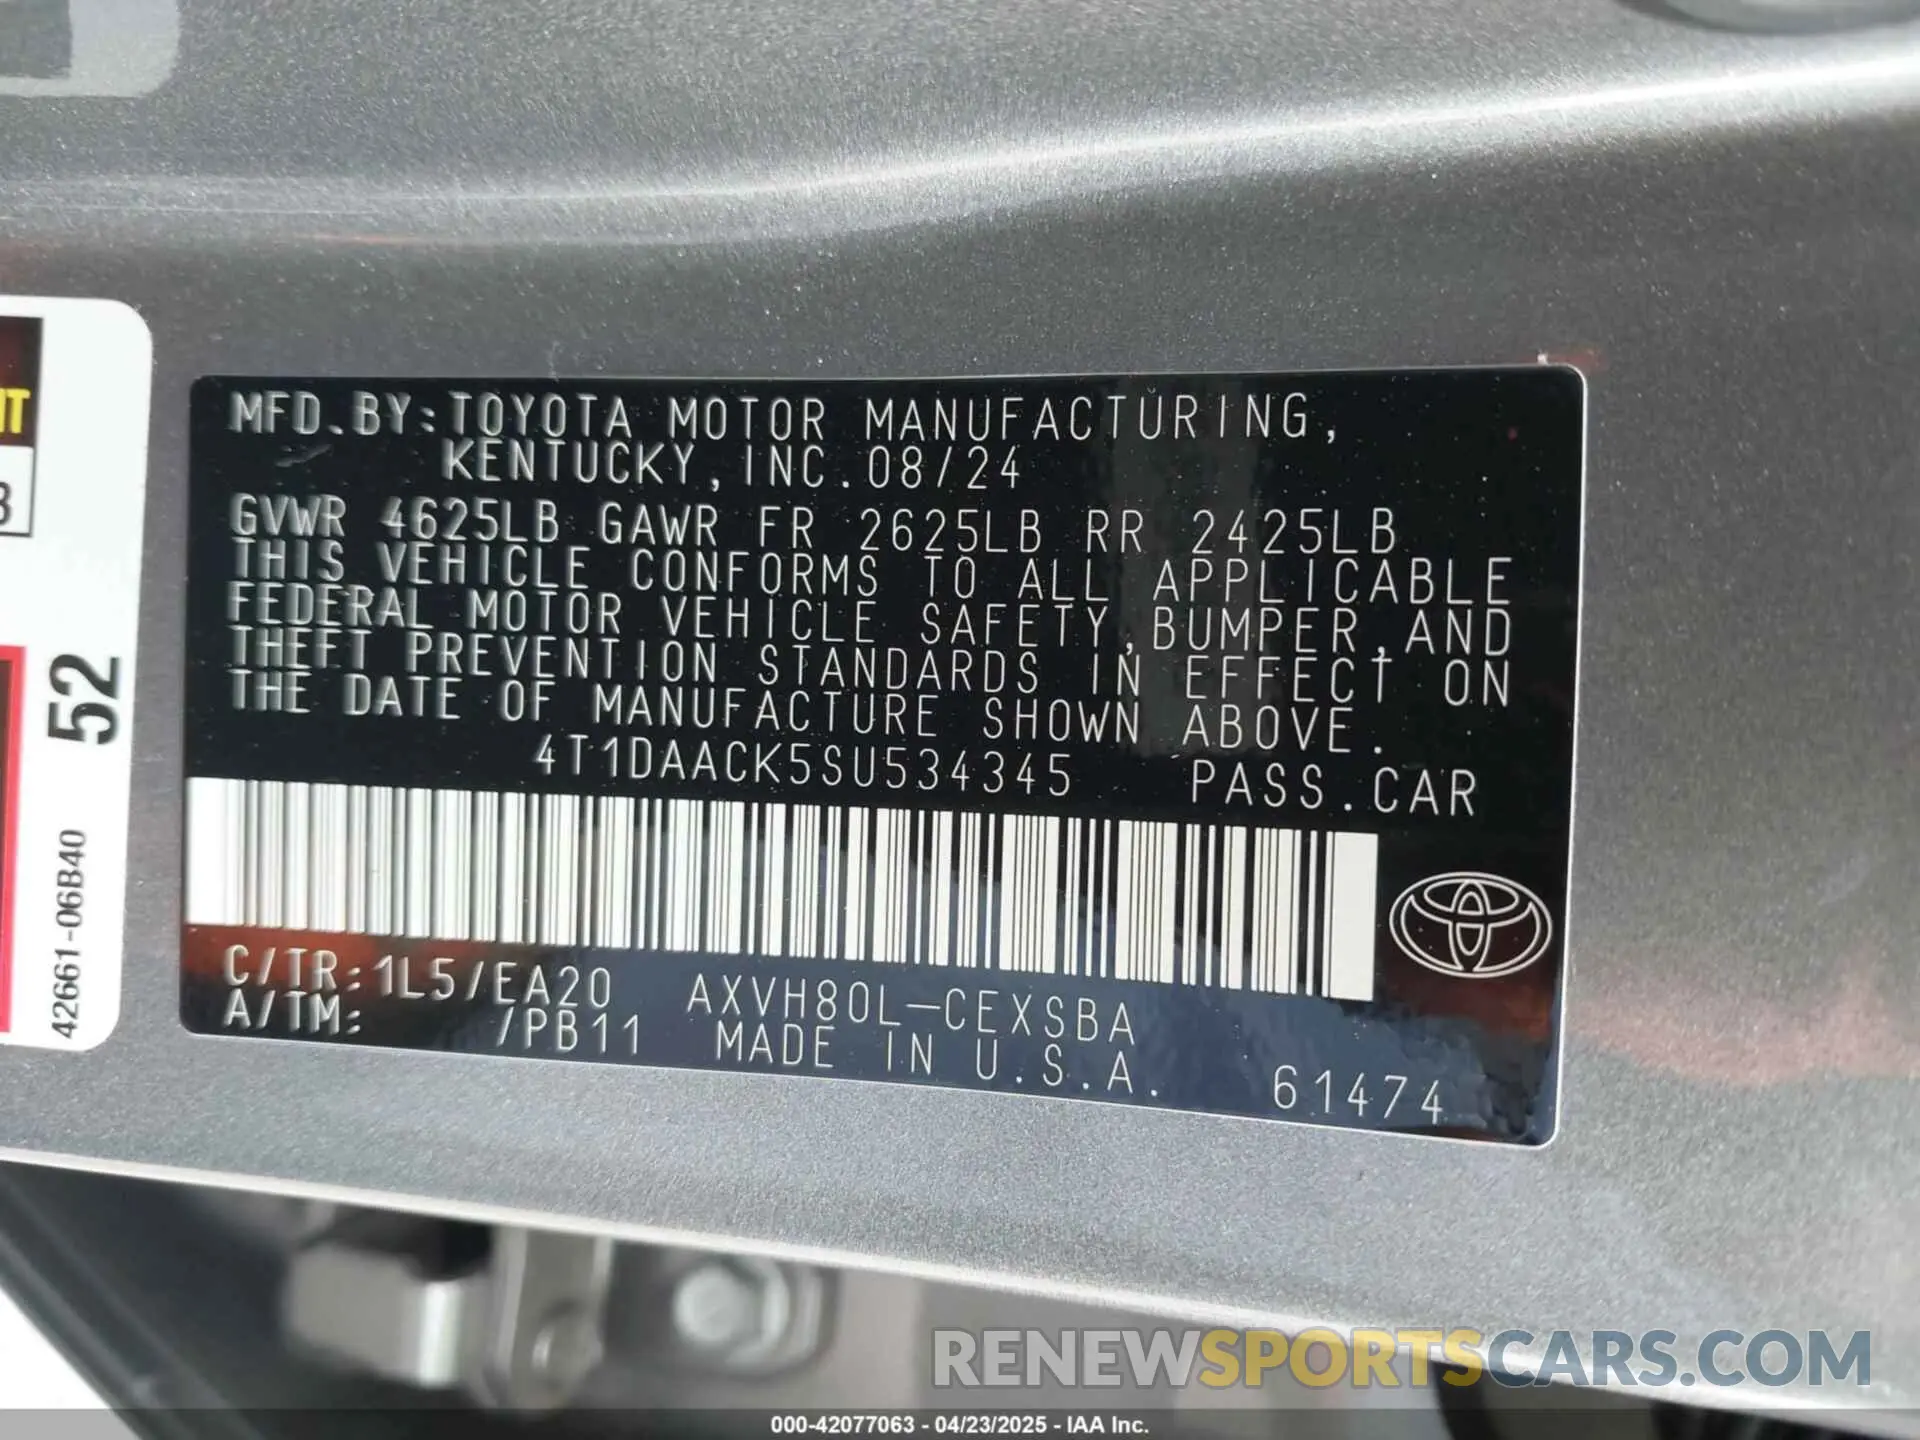 MFD.BY:TOYOTA MOTOR MANUFACTURING,
KENTUCKY, INC.08/24
GVWR 4625LB GAWR FR 2625LB RR 2425LB
THIS VEHICLE CONFORMS TO ALL APPLICABLE
FEDERAL MOTOR VEHICLE SAFETY,BUMPER,AND
THEFT PREVENTION STANDARDS IN EFFECT ON
THE DATE OF MANUFACTURE SHOWN ABOVE.
4T1DAACK5SU534345 PASS.CAR
C/TR:1L5/EA20 AXVH80L-CEXSBA
A/TM: /PB11 MADE IN U.S.A. 61474
52
42661-06B40
RENEWSPORTSCARS.COM
000-42077063 - 04/23/2025 - IAA Inc.